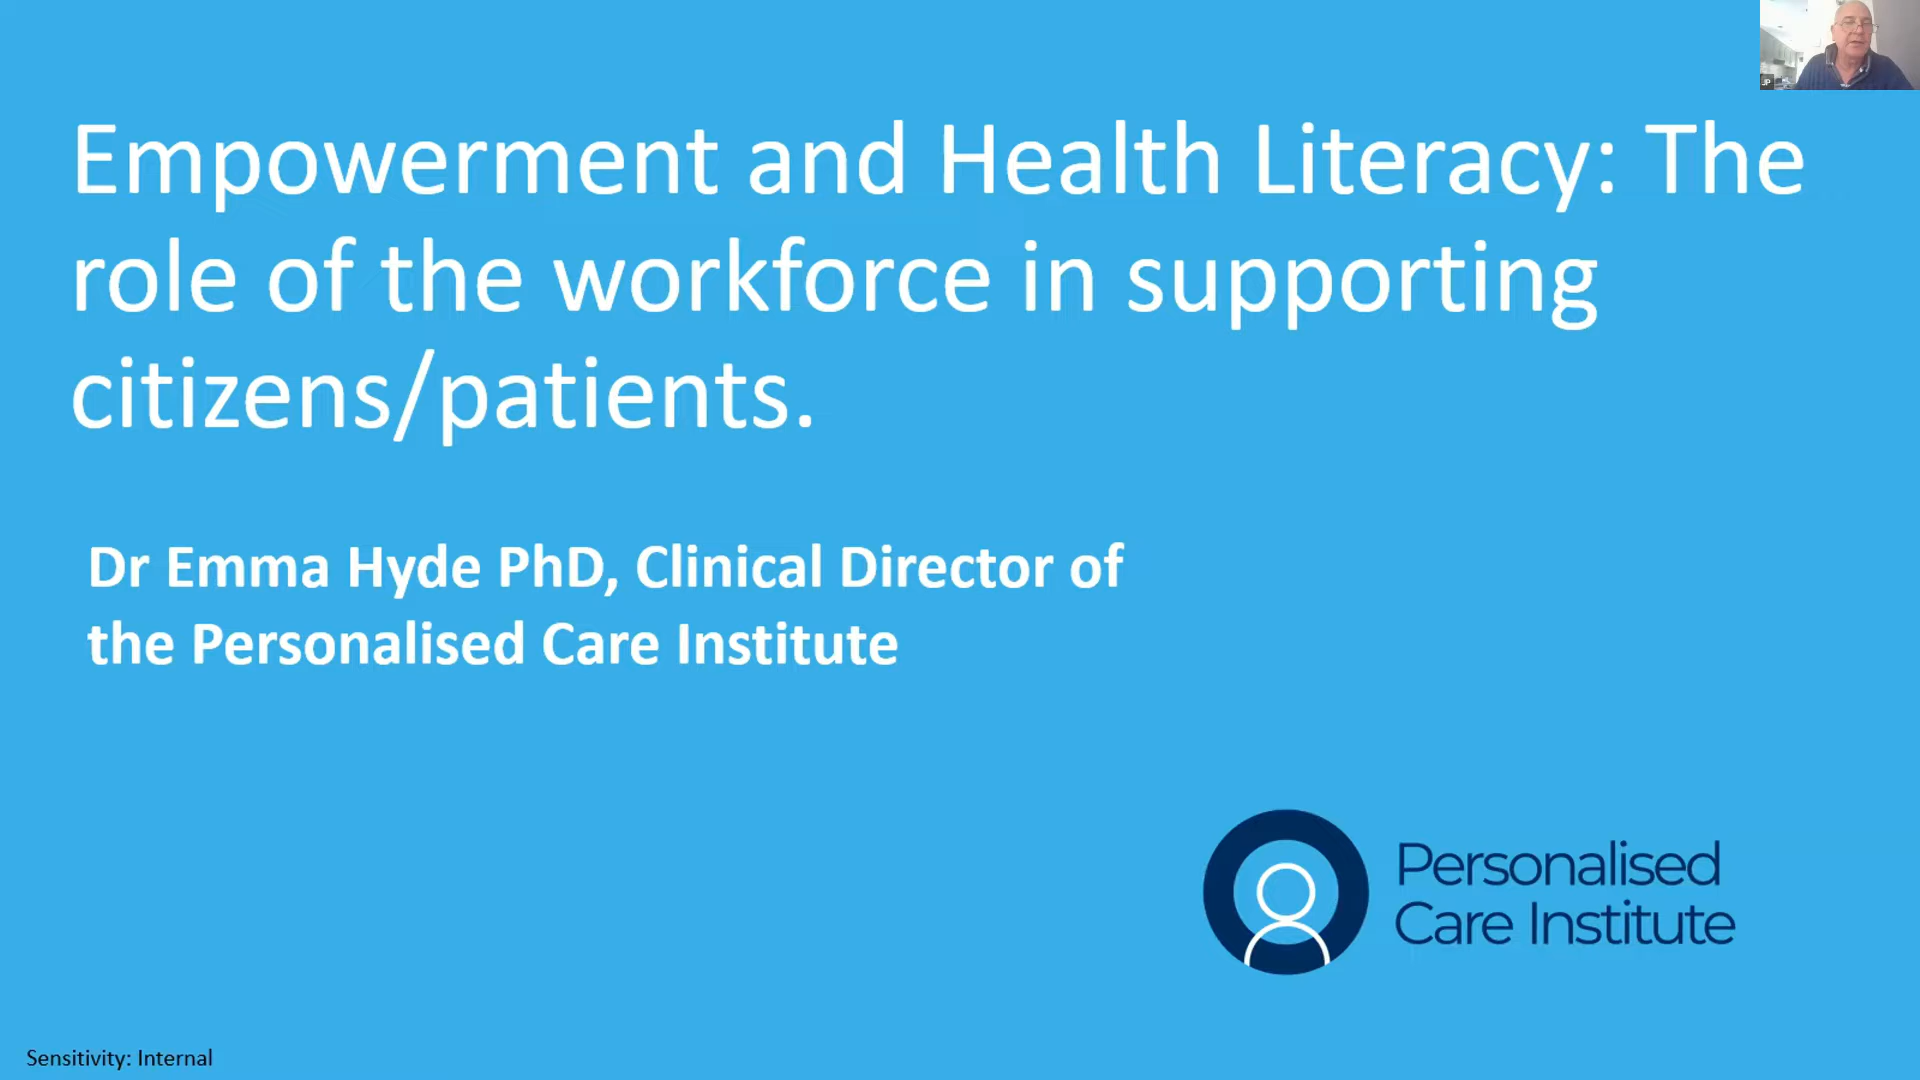 Empowerment and Health Literacy: The
role of the workforce in supporting
citizens/patients.
Dr Emma Hyde PhD, Clinical Director of
the Personalised Care Institute
Personalised
Care Institute
Sensitivity: Internal
JP